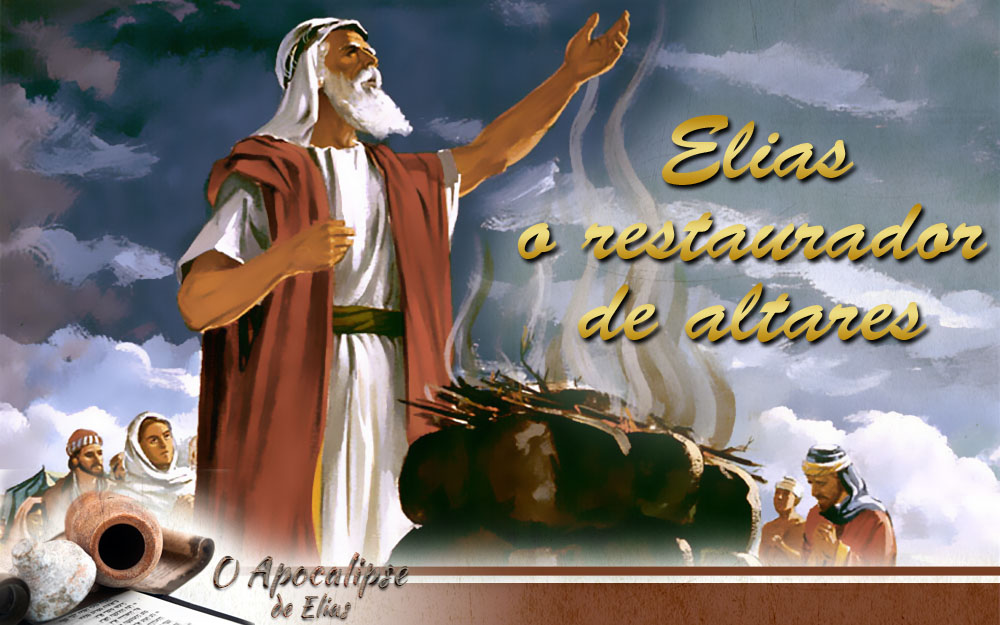 Elias
o restaurador
de altares
O Apocalipse
de Elias